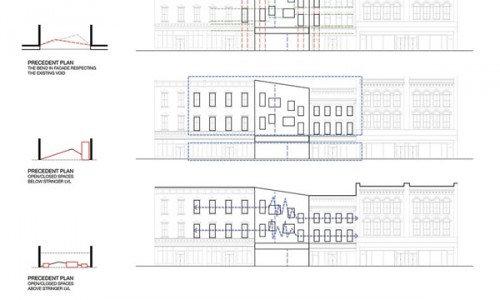 PRECEDENT PLAN
THE BEND IN FACADE RESPECTING
THE EXISTING VOID
PRECEDENT PLAN
OPEN/CLOSED SPACES
BELOW STRINGER LVL
PRECEDENT PLAN
OPEN/CLOSED SPACES
ABOVE STRINGER LVL